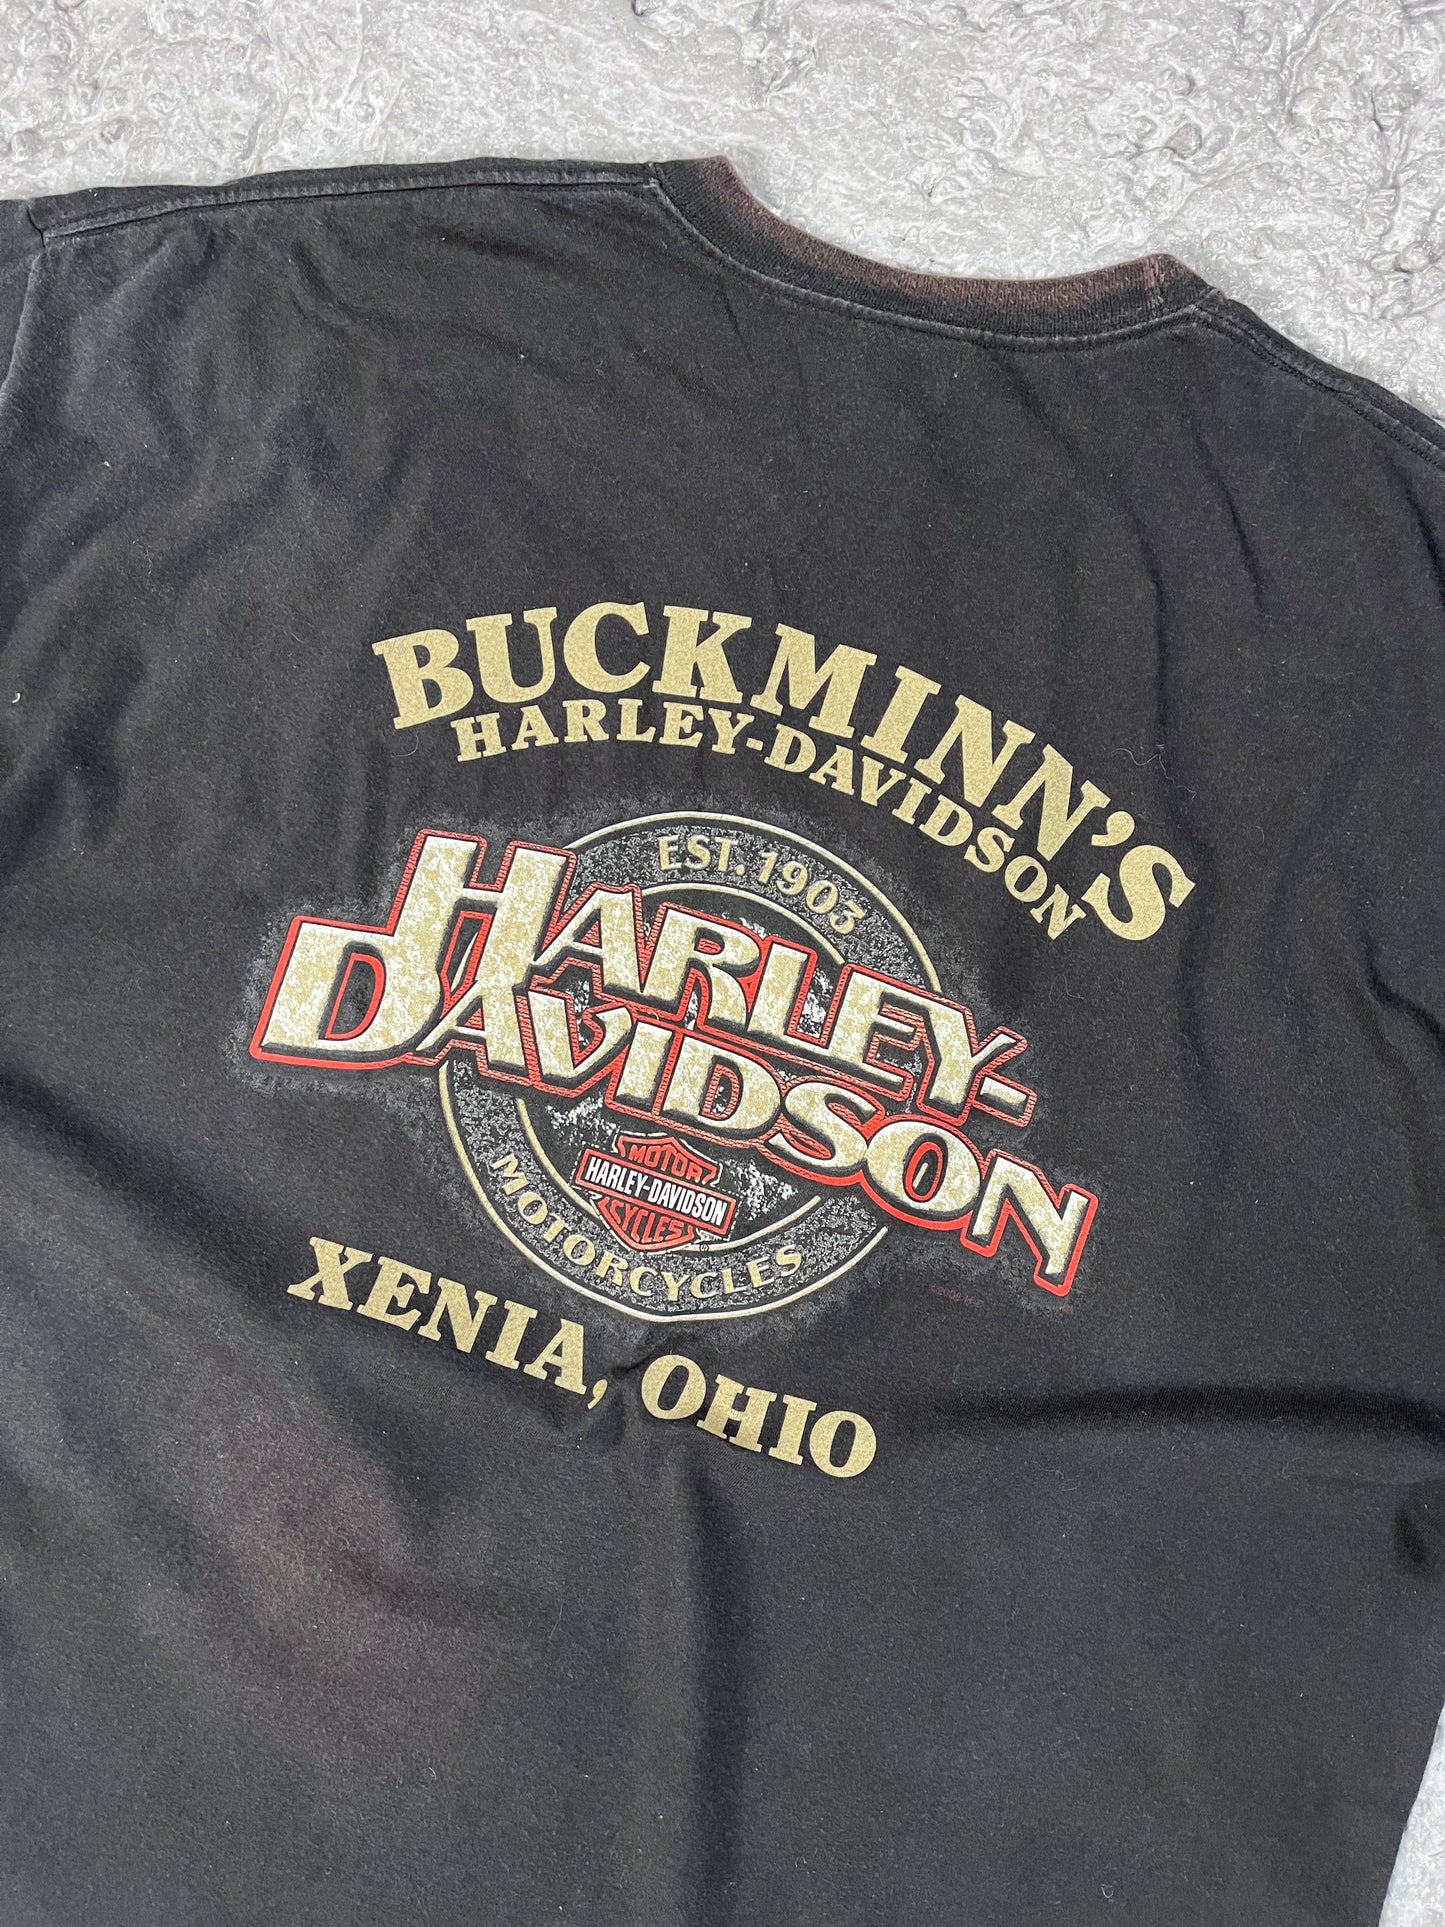 BUCKMINN'S
HARLEY-DAVIDSON
EST. 1903
HARLEY-
DAVIDSON
MOTOR
HARLEY-DAVIDSON
CYCLES
®
MOTORCYCLES
XENIA, OHIO